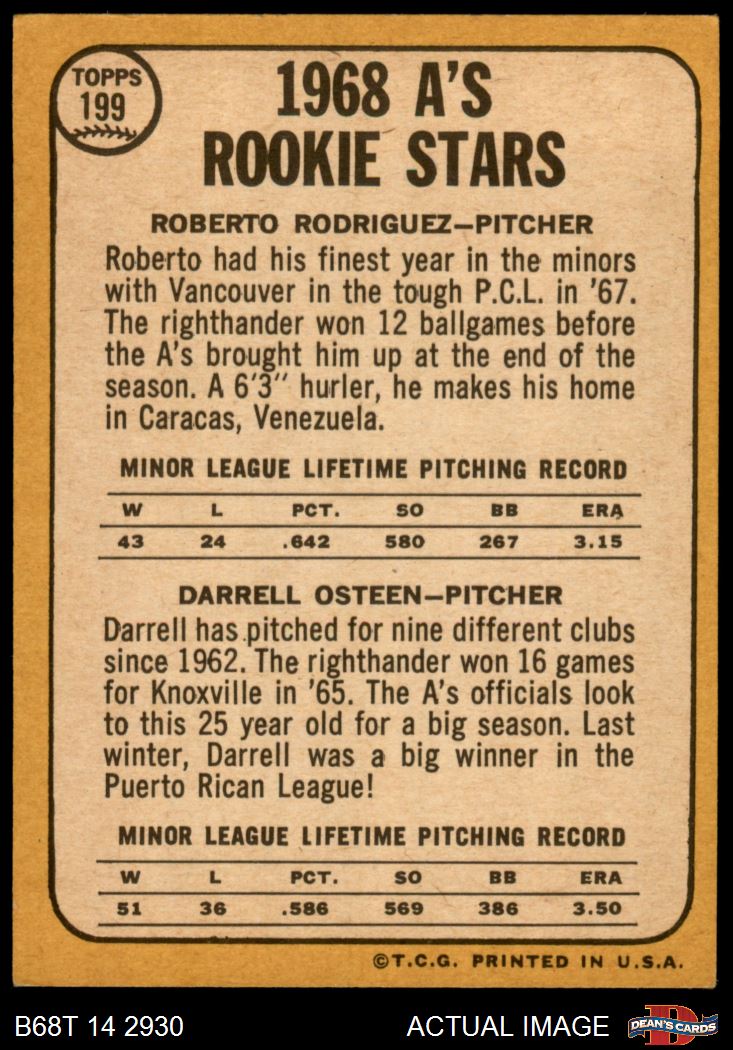 TOPPS
199
1968 A'S
ROOKIE STARS
ROBERTO RODRIGUEZ—PITCHER
Roberto had his finest year in the minors
with Vancouver in the tough P.C.L. in '67.
The righthander won 12 ballgames before
the A's brought him up at the end of the
season. A 6'3" hurler, he makes his home
in Caracas, Venezuela.
MINOR LEAGUE LIFETIME PITCHING RECORD
W L PCT. SO BB ERA
43 24 .642 580 267 3.15
DARRELL OSTEEN—PITCHER
Darrell has pitched for nine different clubs
since 1962. The righthander won 16 games
for Knoxville in '65. The A's officials look
to this 25 year old for a big season. Last
winter, Darrell was a big winner in the
Puerto Rican League!
MINOR LEAGUE LIFETIME PITCHING RECORD
W L PCT. SO BB ERA
51 36 .586 569 386 3.50
©T.C.G. PRINTED IN U.S.A.
B68T 14 2930 ACTUAL IMAGE D DEAN'S CARDS